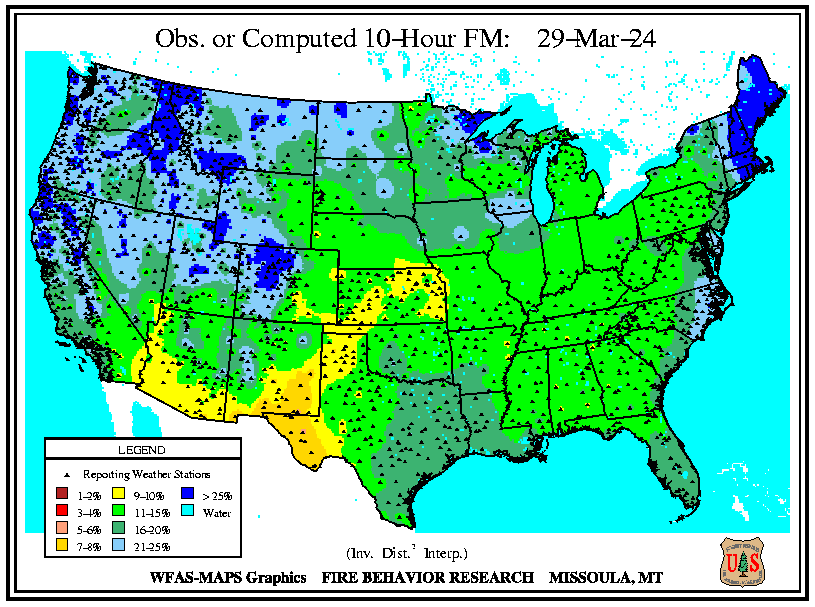 Obs. or Computed 10-Hour FM: 29-Mar-24
LEGEND
Reporting Weather Stations
1-2% 9-10% > 25%
3-4% 11-15% Water
5-6% 16-20%
7-8% 21-25%
(Inv. Dist.² Interp.)
WFAS-MAPS Graphics FIRE BEHAVIOR RESEARCH MISSOULA, MT
U S